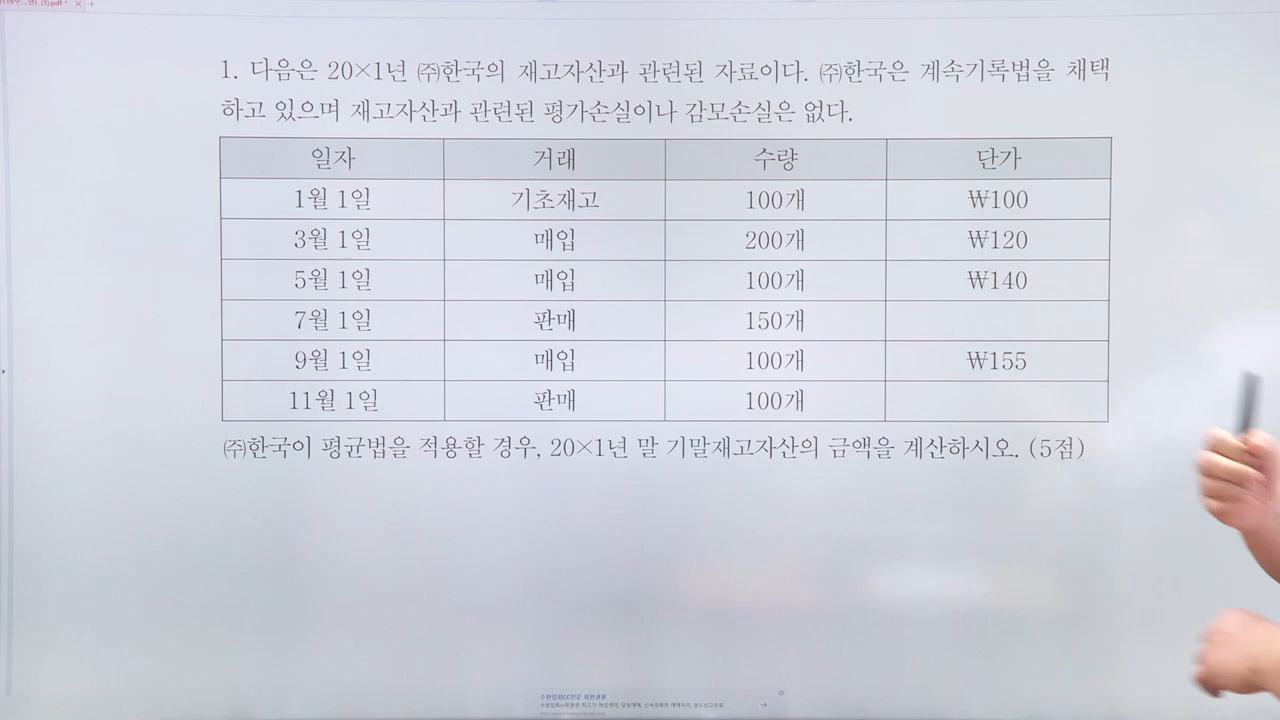 (1).pdf
1. 다음은 20×1년 ㈜한국의 재고자산과 관련된 자료이다. ㈜한국은 계속기록법을 채택
하고 있으며 재고자산과 관련된 평가손실이나 감모손실은 없다.
일자 거래 수량 단가
1월 1일 기초재고 100개 ₩100
3월 1일 매입 200개 ₩120
5월 1일 매입 100개 ₩140
7월 1일 판매 150개
9월 1일 매입 100개 ₩155
11월 1일 판매 100개
㈜한국이 평균법을 적용할 경우, 20×1년 말 기말재고자산의 금액을 계산하시오. (5점)